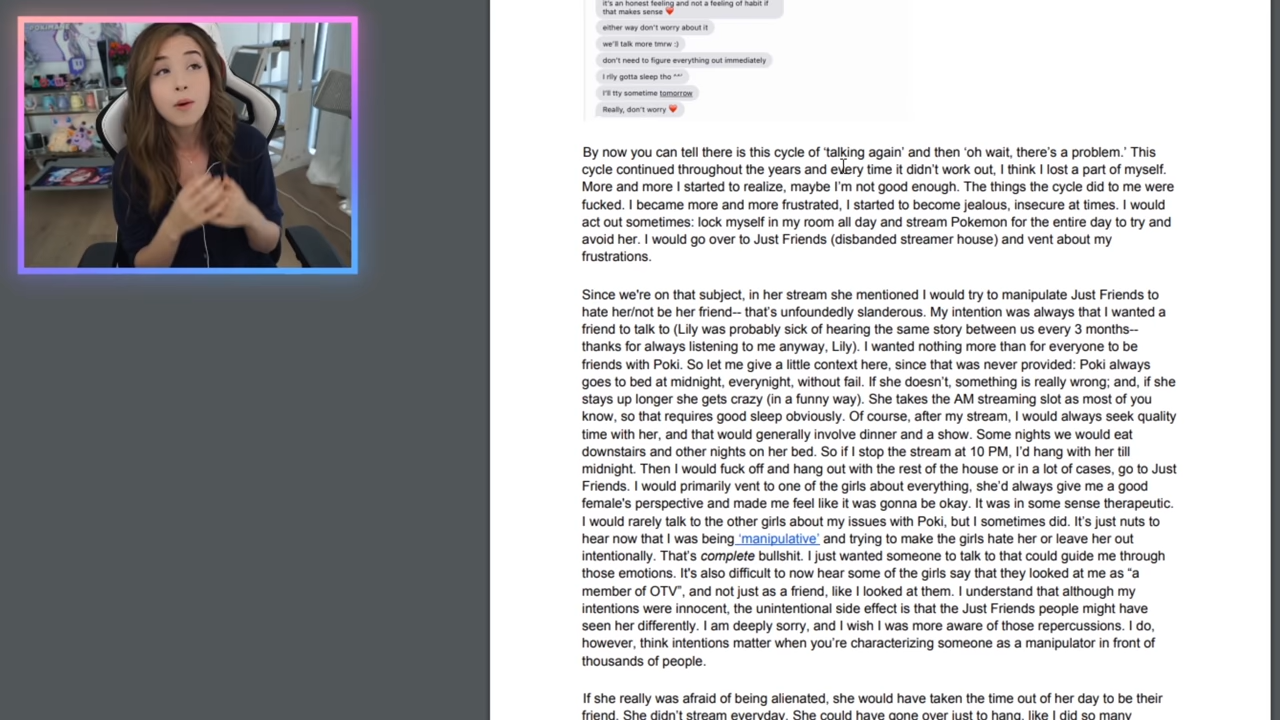 it's an honest feeling and not a feeling of habit if
that makes sense ❤️
either way don't worry about it
we'll talk more tmrw :)
don't need to figure everything out immediately
I rlly gotta sleep tho ^^'
I'll tty sometime tomorrow
Really, don't worry ❤️
By now you can tell there is this cycle of ‘talking again’ and then ‘oh wait, there’s a problem.’ This
cycle continued throughout the years and every time it didn’t work out, I think I lost a part of myself.
More and more I started to realize, maybe I’m not good enough. The things the cycle did to me were
fucked. I became more and more frustrated, I started to become jealous, insecure at times. I would
act out sometimes: lock myself in my room all day and stream Pokemon for the entire day to try and
avoid her. I would go over to Just Friends (disbanded streamer house) and vent about my
frustrations.
Since we're on that subject, in her stream she mentioned I would try to manipulate Just Friends to
hate her/not be her friend-- that’s unfoundedly slanderous. My intention was always that I wanted a
friend to talk to (Lily was probably sick of hearing the same story between us every 3 months--
thanks for always listening to me anyway, Lily). I wanted nothing more than for everyone to be
friends with Poki. So let me give a little context here, since that was never provided: Poki always
goes to bed at midnight, everynight, without fail. If she doesn’t, something is really wrong; and, if she
stays up longer she gets crazy (in a funny way). She takes the AM streaming slot as most of you
know, so that requires good sleep obviously. Of course, after my stream, I would always seek quality
time with her, and that would generally involve dinner and a show. Some nights we would eat
downstairs and other nights on her bed. So if I stop the stream at 10 PM, I’d hang with her till
midnight. Then I would fuck off and hang out with the rest of the house or in a lot of cases, go to Just
Friends. I would primarily vent to one of the girls about everything, she’d always give me a good
female's perspective and made me feel like it was gonna be okay. It was in some sense therapeutic.
I would rarely talk to the other girls about my issues with Poki, but I sometimes did. It’s just nuts to
hear now that I was being ‘manipulative’ and trying to make the girls hate her or leave her out
intentionally. That’s complete bullshit. I just wanted someone to talk to that could guide me through
those emotions. It's also difficult to now hear some of the girls say that they looked at me as “a
member of OTV”, and not just as a friend, like I looked at them. I understand that although my
intentions were innocent, the unintentional side effect is that the Just Friends people might have
seen her differently. I am deeply sorry, and I wish I was more aware of those repercussions. I do,
however, think intentions matter when you’re characterizing someone as a manipulator in front of
thousands of people.
If she really was afraid of being alienated, she would have taken the time out of her day to be their
friend. She didn't stream everyday. She could have gone over just to hang, like I did so many